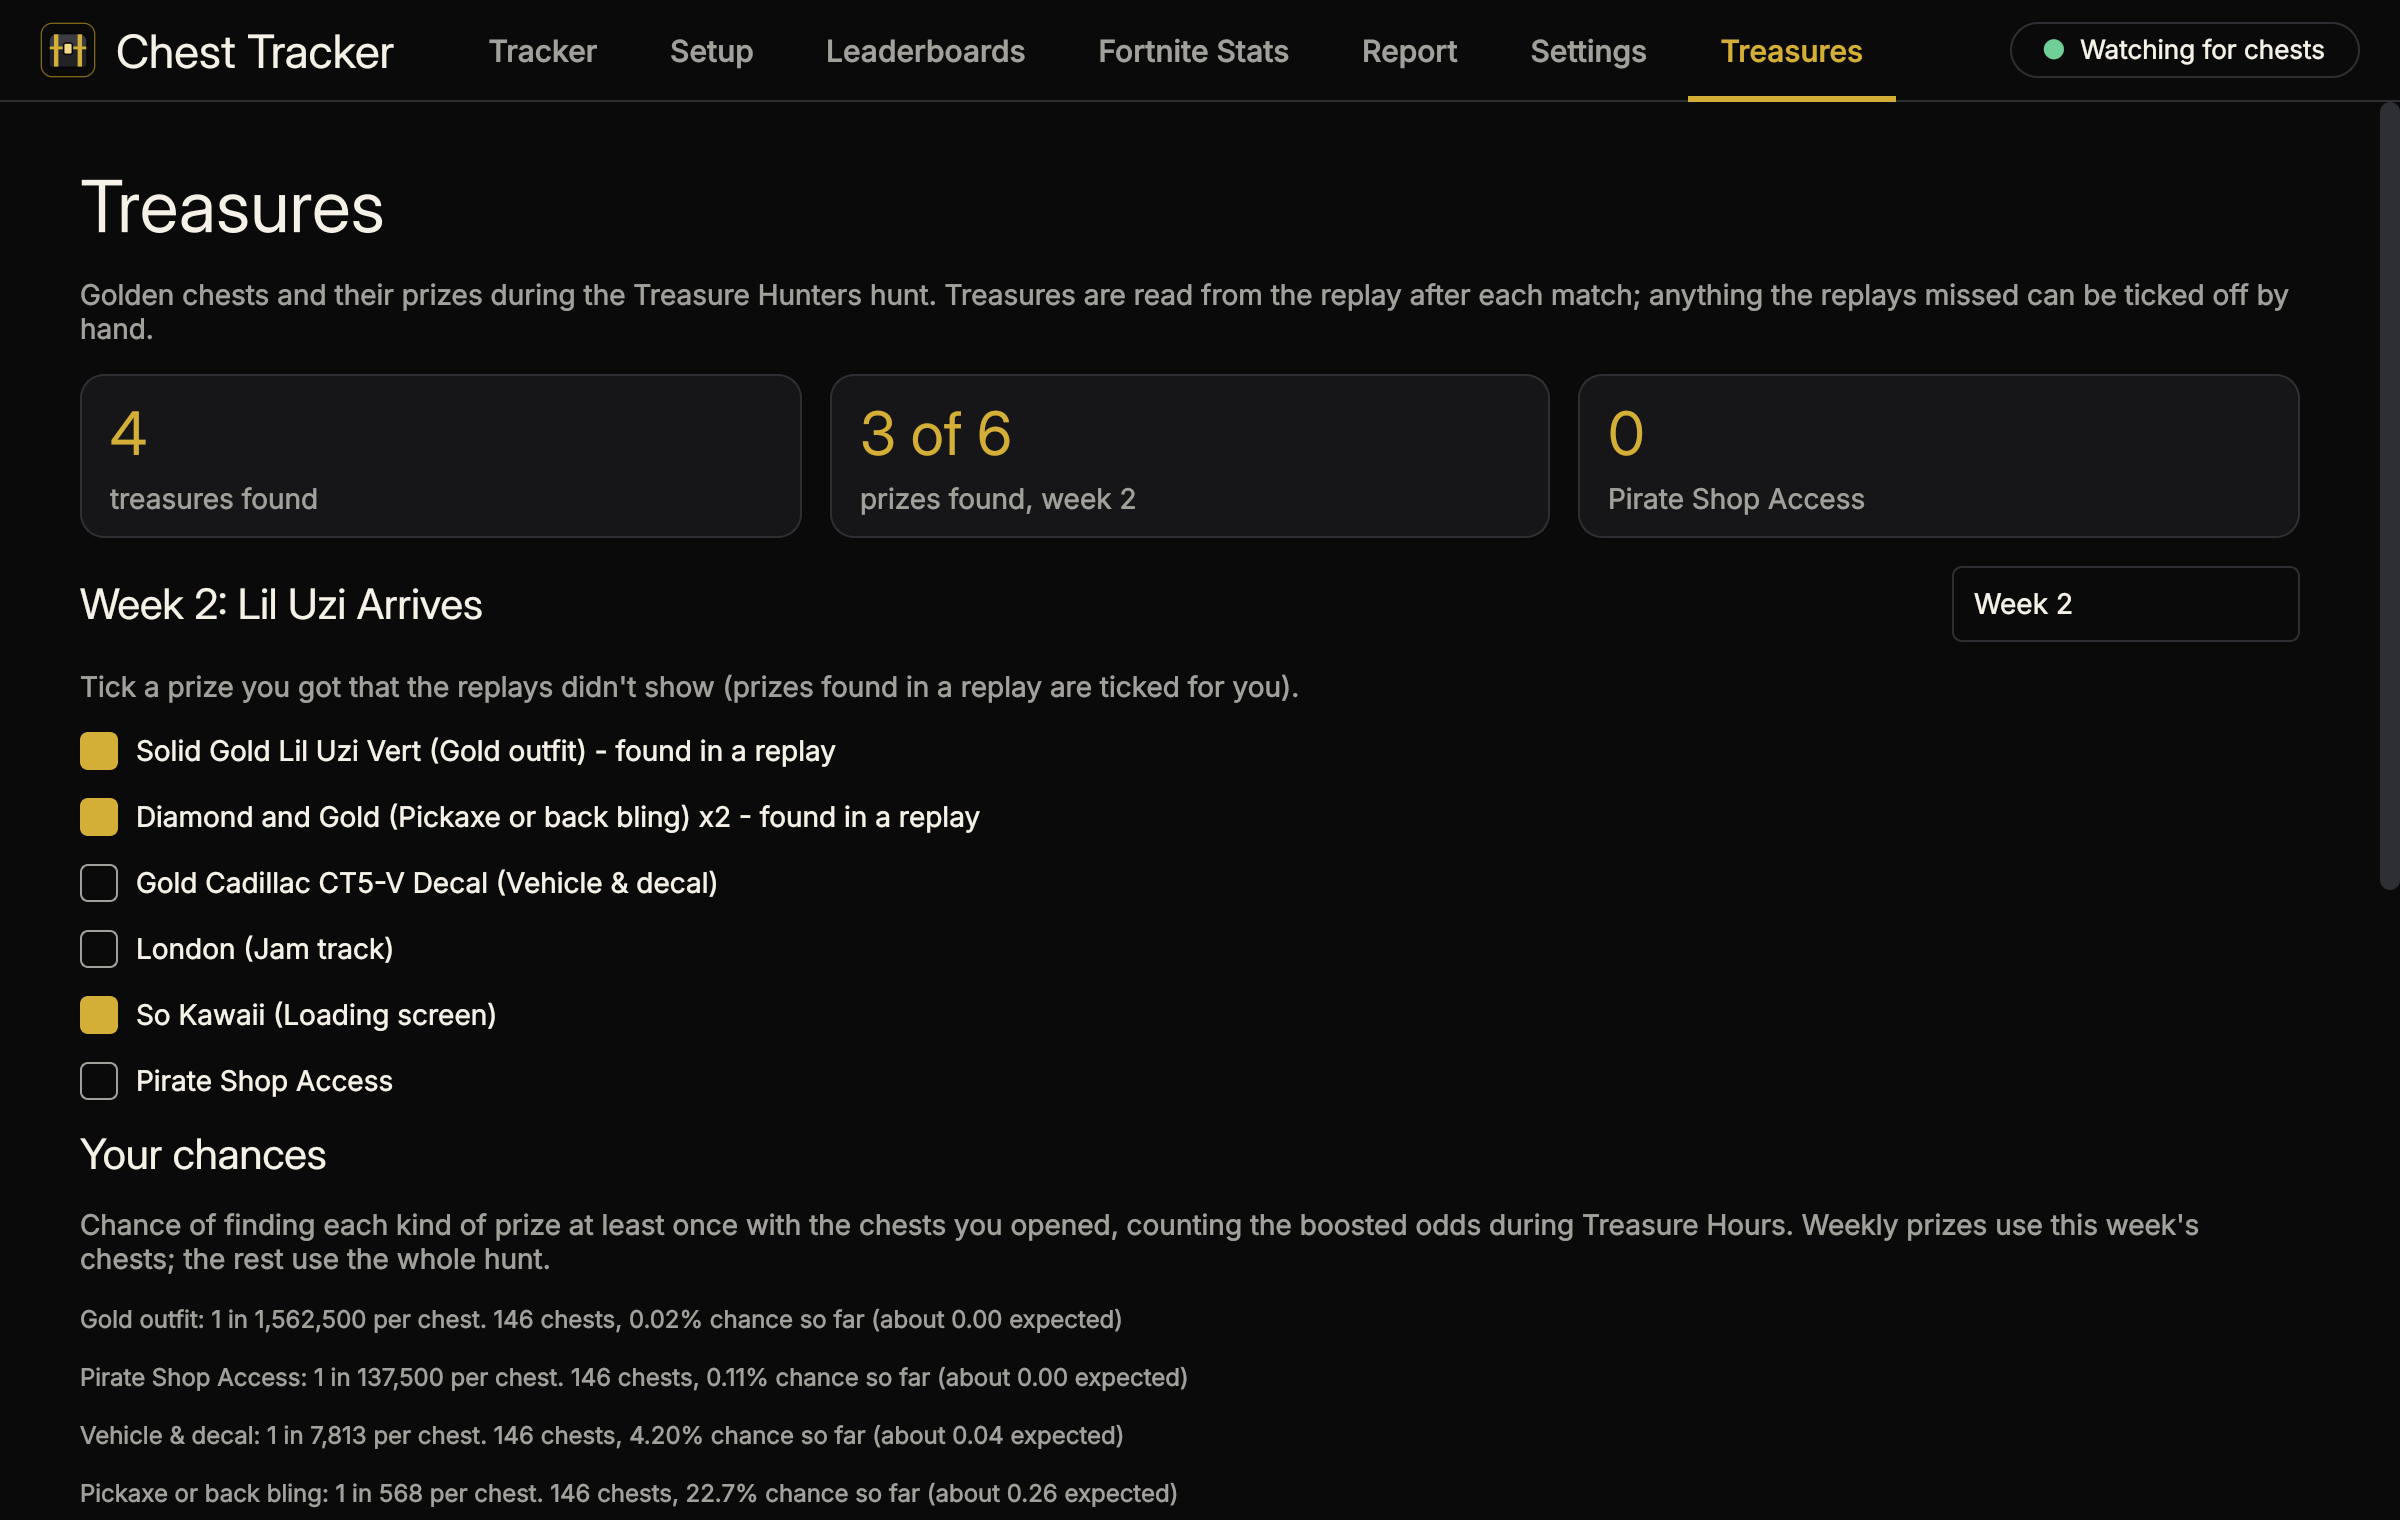 Chest Tracker
Tracker
Setup
Leaderboards
Fortnite Stats
Report
Settings
Treasures
Watching for chests
Treasures
Golden chests and their prizes during the Treasure Hunters hunt. Treasures are read from the replay after each match; anything the replays missed can be ticked off by
hand.
4
treasures found
3 of 6
prizes found, week 2
0
Pirate Shop Access
Week 2: Lil Uzi Arrives
Week 2
Tick a prize you got that the replays didn't show (prizes found in a replay are ticked for you).
Solid Gold Lil Uzi Vert (Gold outfit) - found in a replay
Diamond and Gold (Pickaxe or back bling) x2 - found in a replay
Gold Cadillac CT5-V Decal (Vehicle & decal)
London (Jam track)
So Kawaii (Loading screen)
Pirate Shop Access
Your chances
Chance of finding each kind of prize at least once with the chests you opened, counting the boosted odds during Treasure Hours. Weekly prizes use this week's
chests; the rest use the whole hunt.
Gold outfit: 1 in 1,562,500 per chest. 146 chests, 0.02% chance so far (about 0.00 expected)
Pirate Shop Access: 1 in 137,500 per chest. 146 chests, 0.11% chance so far (about 0.00 expected)
Vehicle & decal: 1 in 7,813 per chest. 146 chests, 4.20% chance so far (about 0.04 expected)
Pickaxe or back bling: 1 in 568 per chest. 146 chests, 22.7% chance so far (about 0.26 expected)